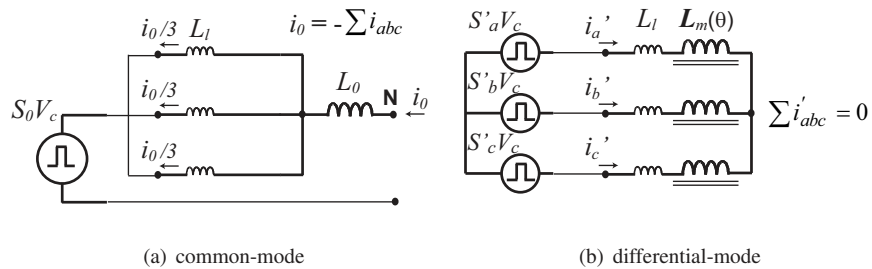 i0/3 Ll i0 = -∑ iabc
i0/3 L0 N i0
S0Vc
i0/3
(a) common-mode
S'aVc ia' Ll Lm(θ)
S'bVc ib' ∑ i'abc = 0
S'cVc ic'
(b) differential-mode